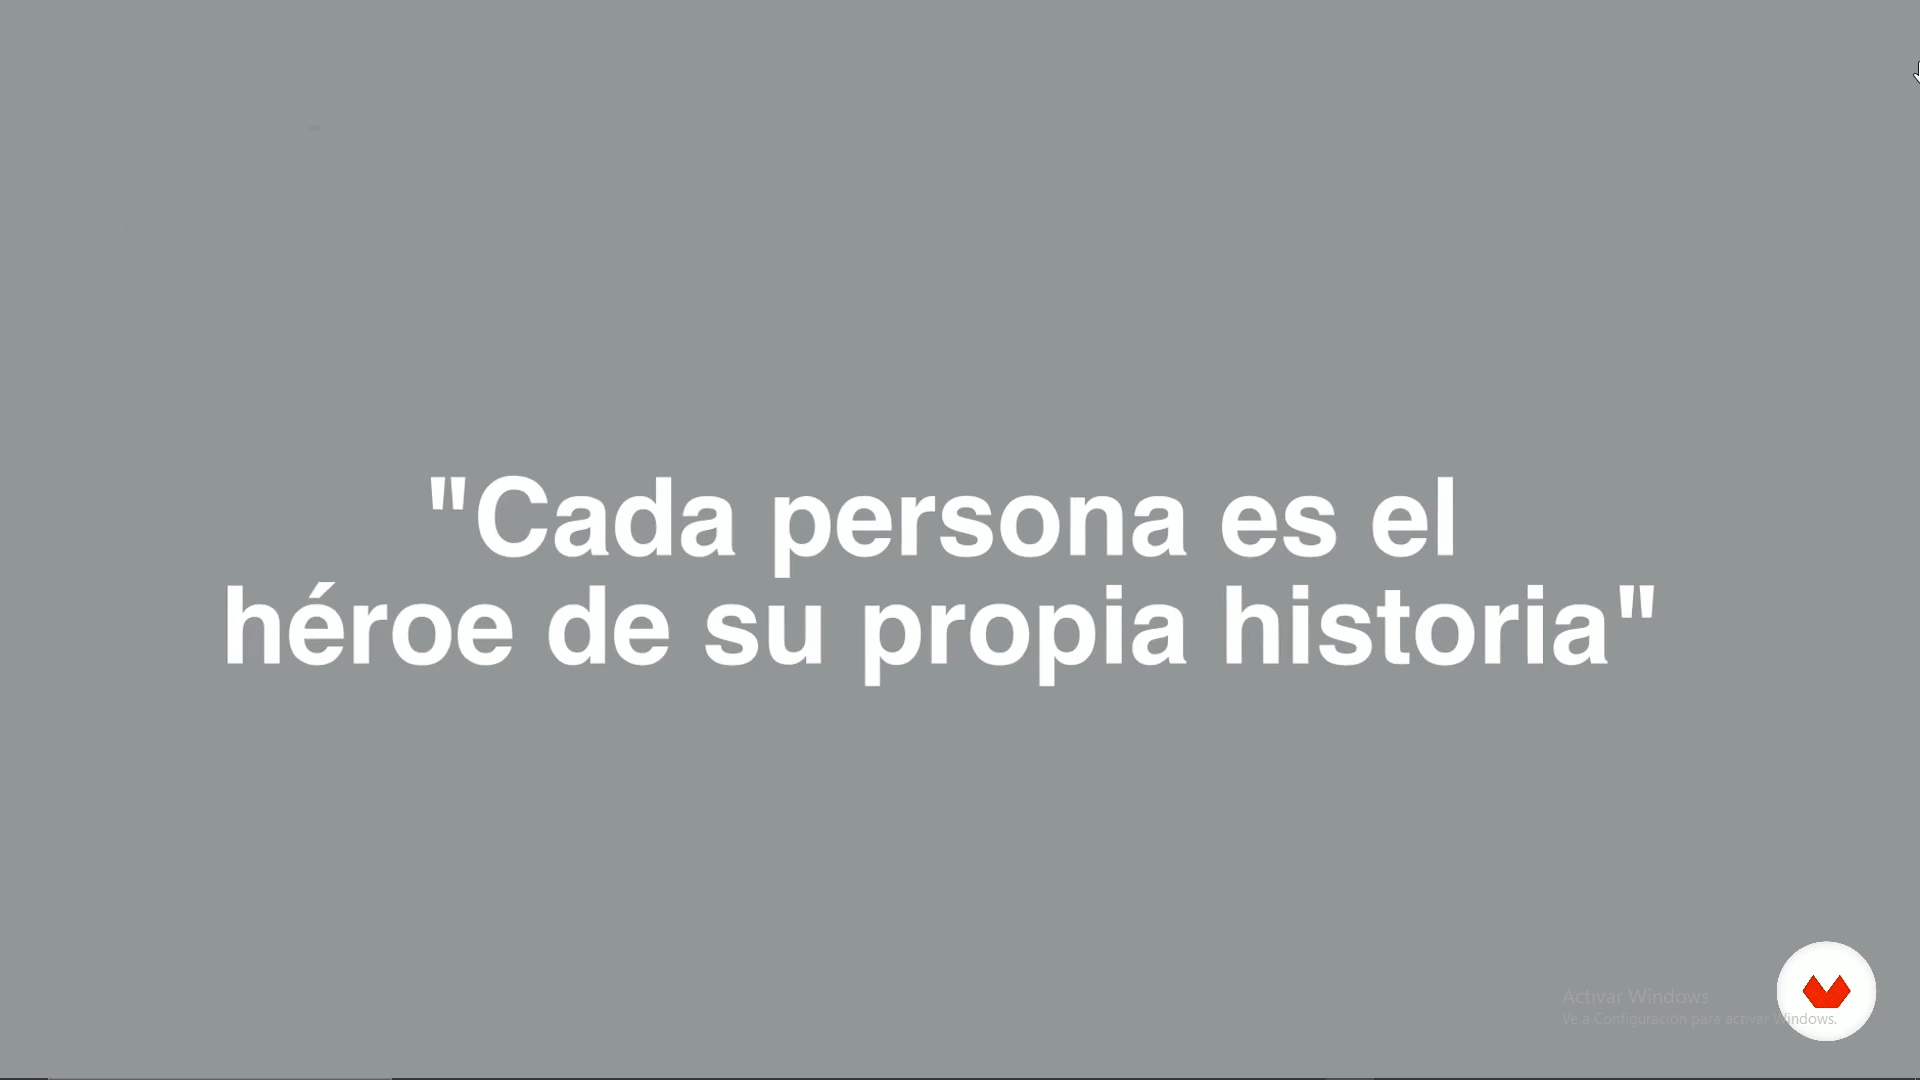 "Cada persona es el
héroe de su propia historia"
Activar Windows
Ve a Configuración para activar Windows.